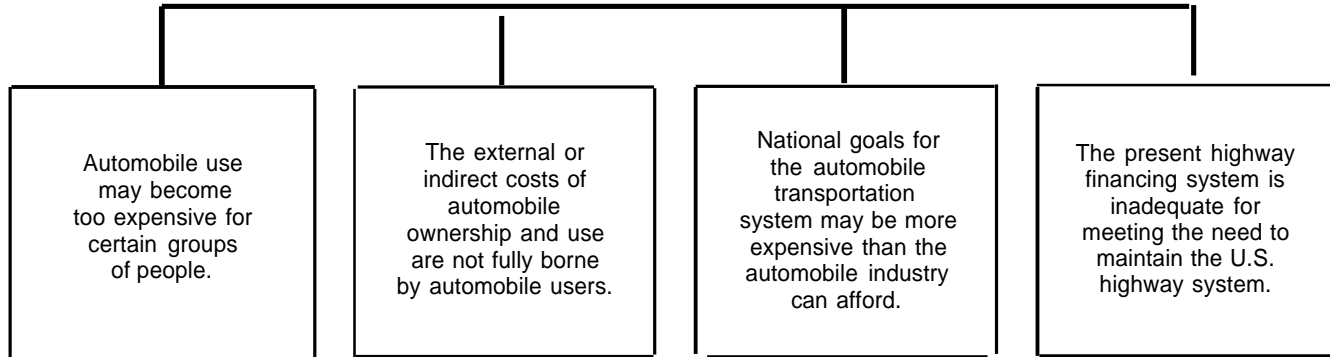 Automobile use
may become
too expensive for
certain groups
of people.
The external or
indirect costs of
automobile
ownership and use
are not fully borne
by automobile users.
National goals for
the automobile
transportation
system may be more
expensive than the
automobile industry
can afford.
The present highway
financing system is
inadequate for
meeting the need to
maintain the U.S.
highway system.